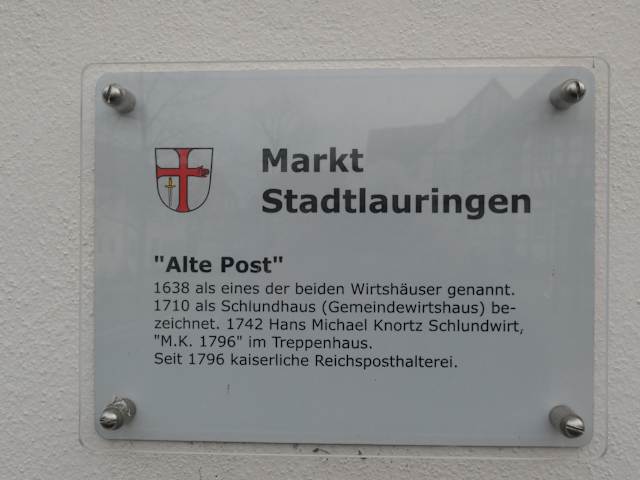 Markt
Stadtlauringen
"Alte Post"
1638 als eines der beiden Wirtshäuser genannt.
1710 als Schlundhaus (Gemeindewirtshaus) be-
zeichnet. 1742 Hans Michael Knortz Schlundwirt,
"M.K. 1796" im Treppenhaus.
Seit 1796 kaiserliche Reichsposthalterei.